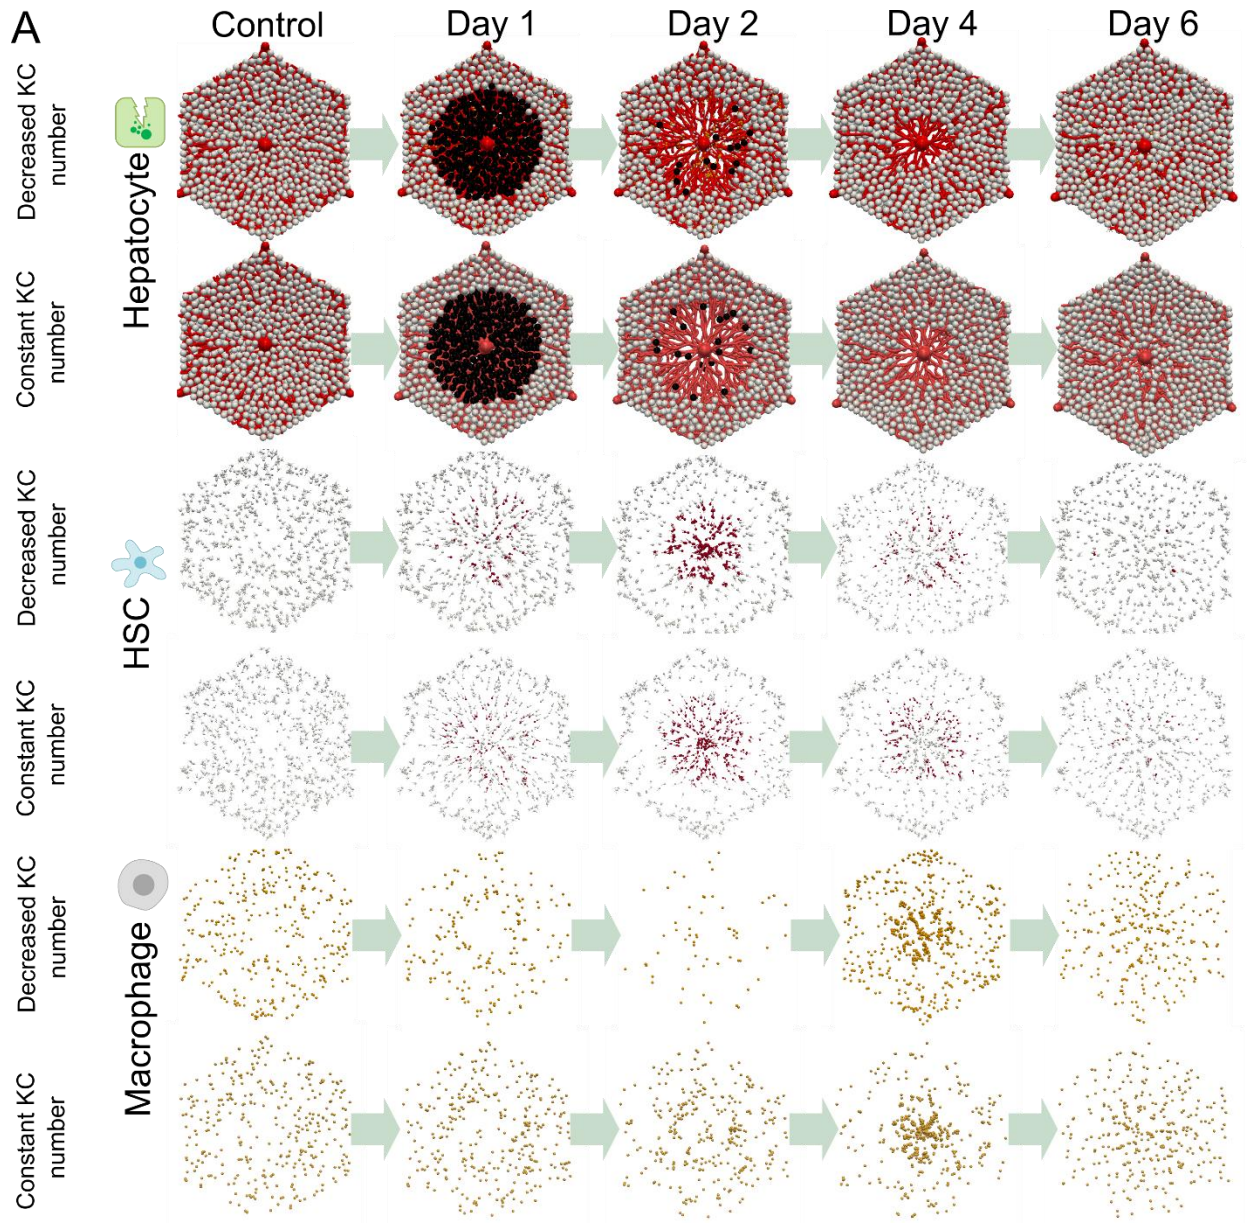 A
Control
Day 1
Day 2
Day 4
Day 6
Hepatocyte
Decreased KC
number
Constant KC
number
HSC
Decreased KC
number
Constant KC
number
Macrophage
Decreased KC
number
Constant KC
number